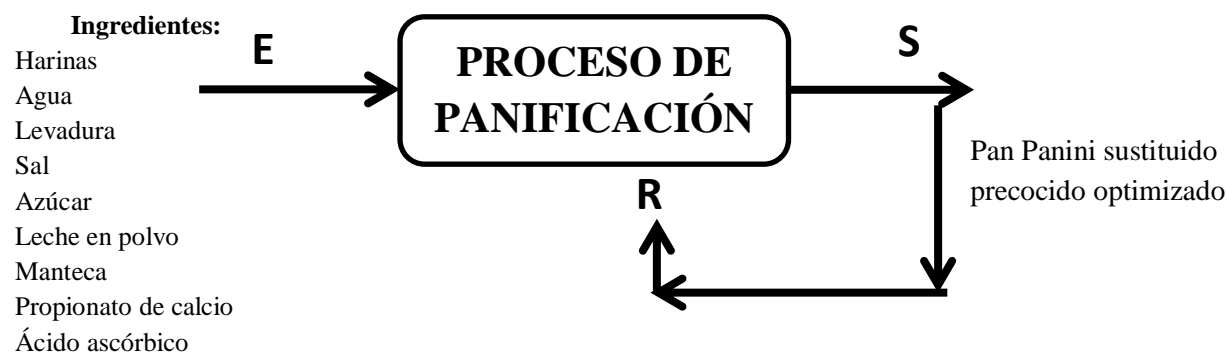 Ingredientes:
Harinas
Agua
Levadura
Sal
Azúcar
Leche en polvo
Manteca
Propionato de calcio
Ácido ascórbico
E
PROCESO DE
PANIFICACIÓN
S
R
Pan Panini sustituido
precocido optimizado